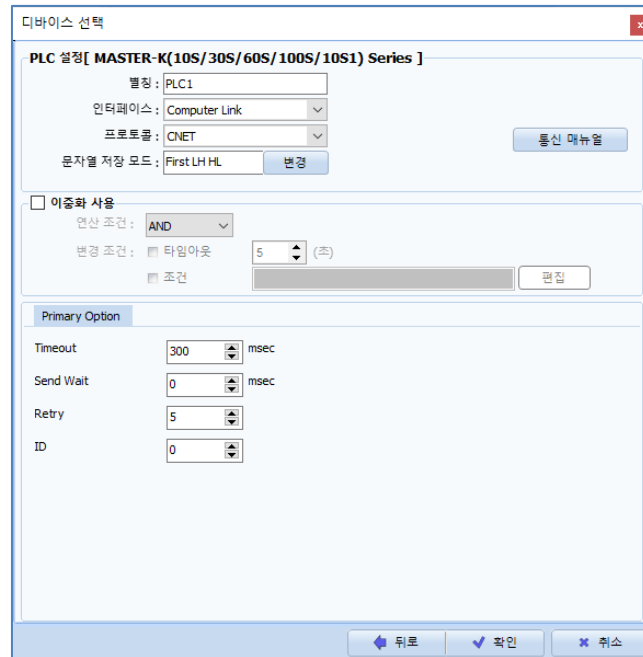 디바이스 선택
PLC 설정[ MASTER-K(10S/30S/60S/100S/10S1) Series ]
별칭 : PLC1
인터페이스 : Computer Link
프로토콜 : CNET
통신 매뉴얼
문자열 저장 모드 : First LH HL 변경
이중화 사용
연산 조건 : AND
변경 조건 : 타임아웃 5 (초)
조건 편집
Primary Option
Timeout 300 msec
Send Wait 0 msec
Retry 5
ID 0
뒤로 확인 취소